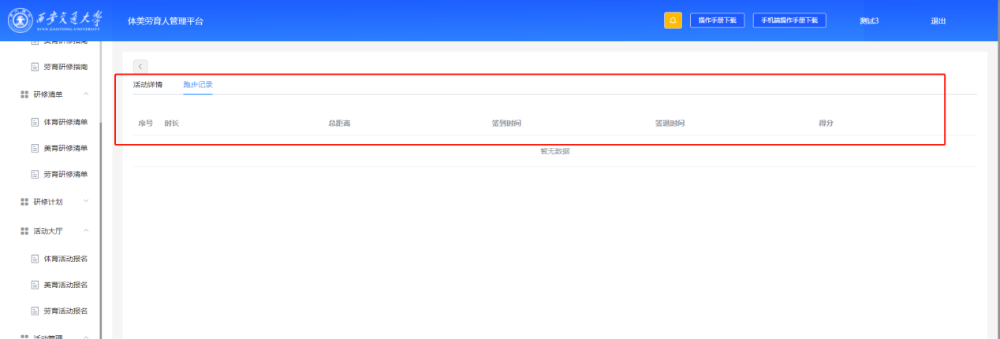 西安交通大学
XI'AN JIAOTONG UNIVERSITY
体美劳育人管理平台
操作手册下载
手机端操作手册下载
测试3
退出
美育研修指南
劳育研修指南
研修清单
体育研修清单
美育研修清单
劳育研修清单
研修计划
活动大厅
体育活动报名
美育活动报名
劳育活动报名
活动管理
活动详情 跑步记录
序号 时长 总距离 签到时间 签退时间 得分
暂无数据